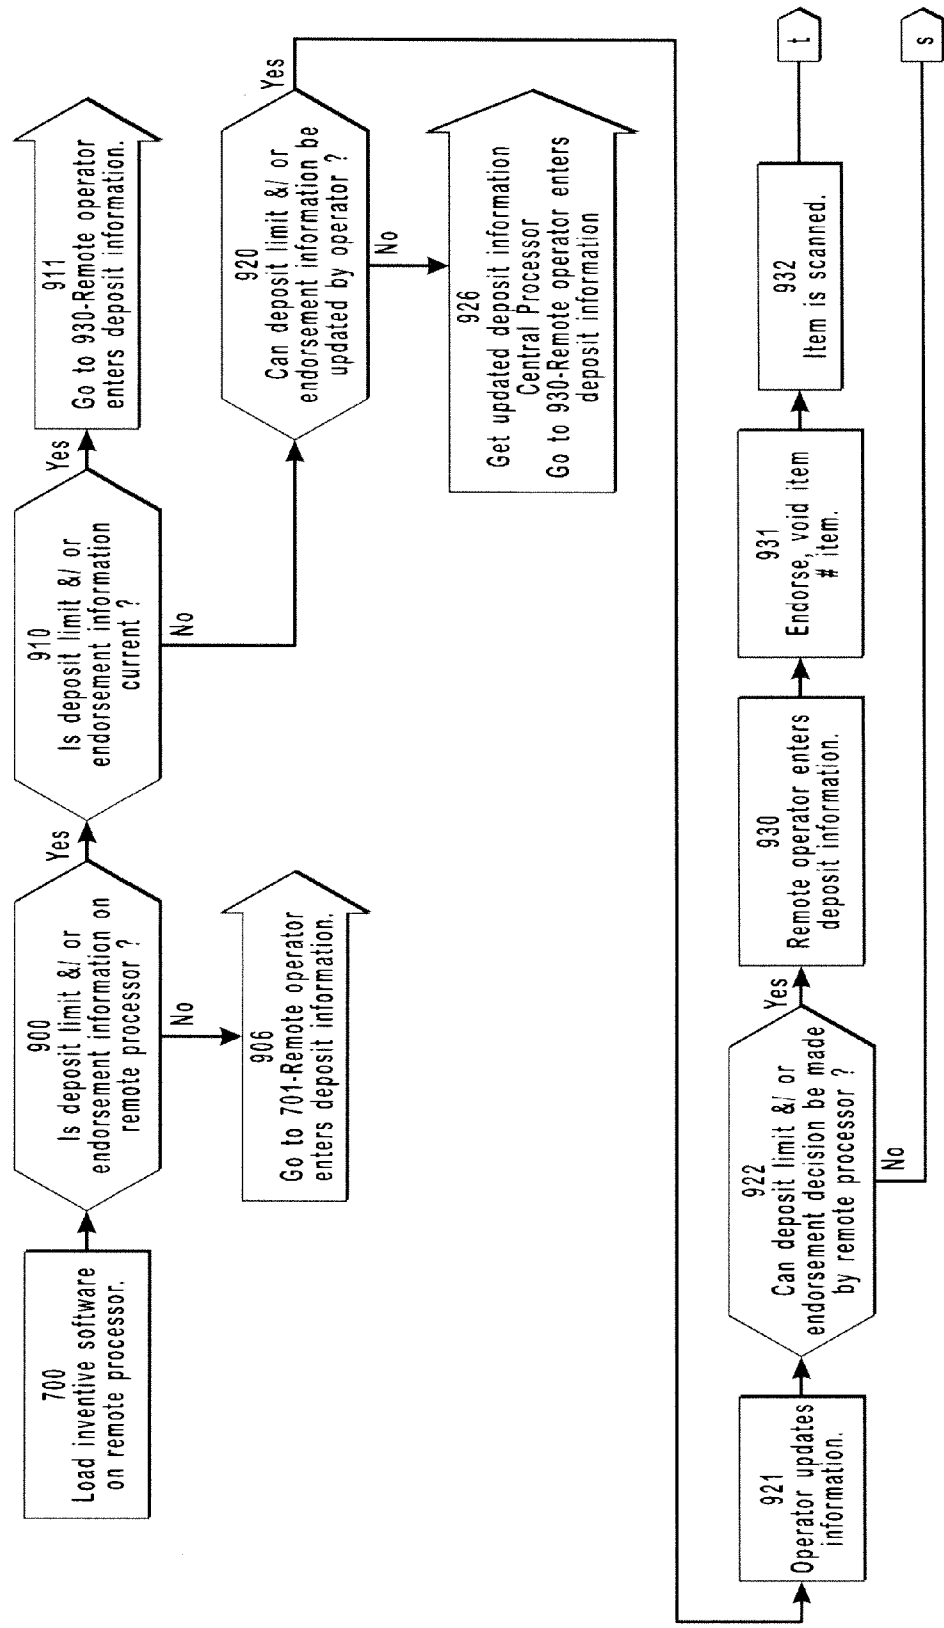 700
Load inventive software
on remote processor.
900
Is deposit limit &/ or
endorsement information on
remote processor ?
Yes
No
906
Go to 701-Remote operator
enters deposit information.
910
Is deposit limit &/ or
endorsement information
current ?
Yes
No
911
Go to 930-Remote operator
enters deposit information.
920
Can deposit limit &/ or
endorsement information be
updated by operator ?
Yes
No
926
Get updated deposit information
Central Processor
Go to 930-Remote operator enters
deposit information
921
Operator updates
information.
922
Can deposit limit &/ or
endorsement decision be made
by remote processor ?
Yes
No
930
Remote operator enters
deposit information.
931
Endorse, void item
# item.
932
Item is scanned.
t
s